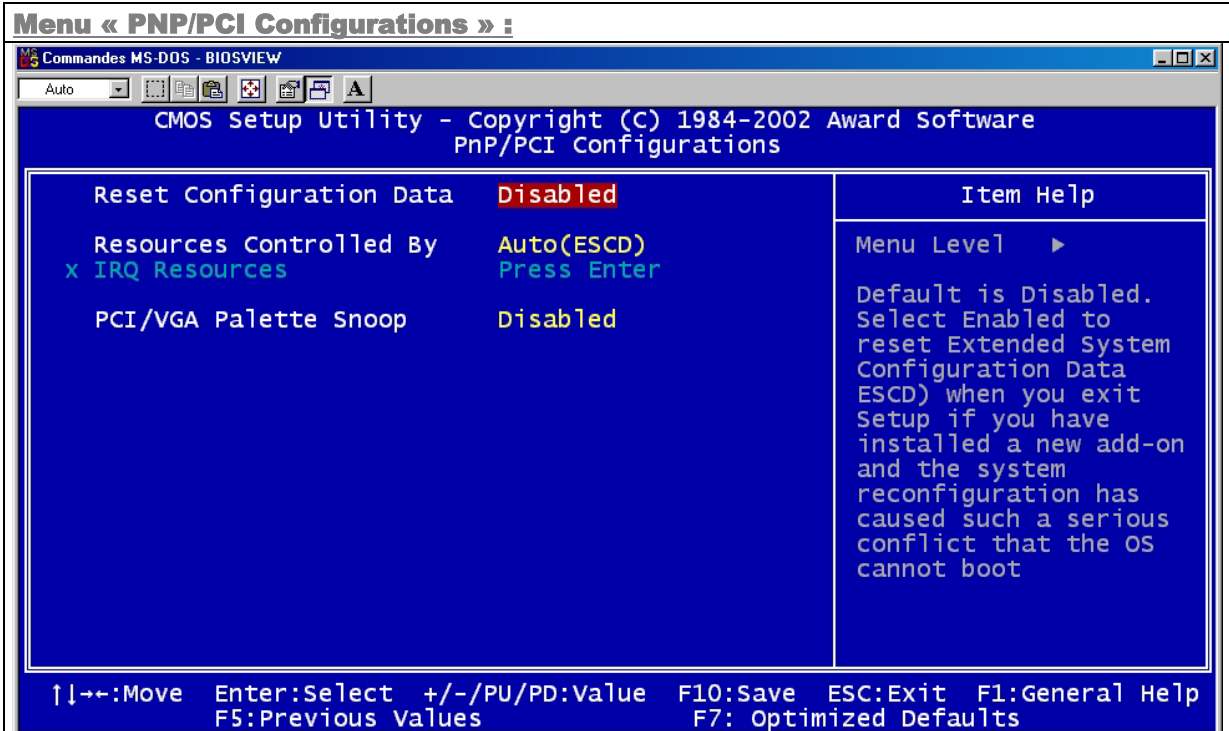 Menu « PNP/PCI Configurations » :
Commandes MS-DOS - BIOSVIEW
Auto
A
CMOS Setup Utility - Copyright (C) 1984-2002 Award Software
PnP/PCI Configurations
Reset Configuration Data Disabled
Resources Controlled By Auto(ESCD)
x IRQ Resources Press Enter
PCI/VGA Palette Snoop Disabled
Item Help
Menu Level ▶
Default is Disabled.
Select Enabled to
reset Extended System
Configuration Data
ESCD) when you exit
Setup if you have
installed a new add-on
and the system
reconfiguration has
caused such a serious
conflict that the OS
cannot boot
↑↓→←:Move Enter:Select +/-/PU/PD:Value F10:Save ESC:Exit F1:General Help
F5:Previous Values F7: Optimized Defaults